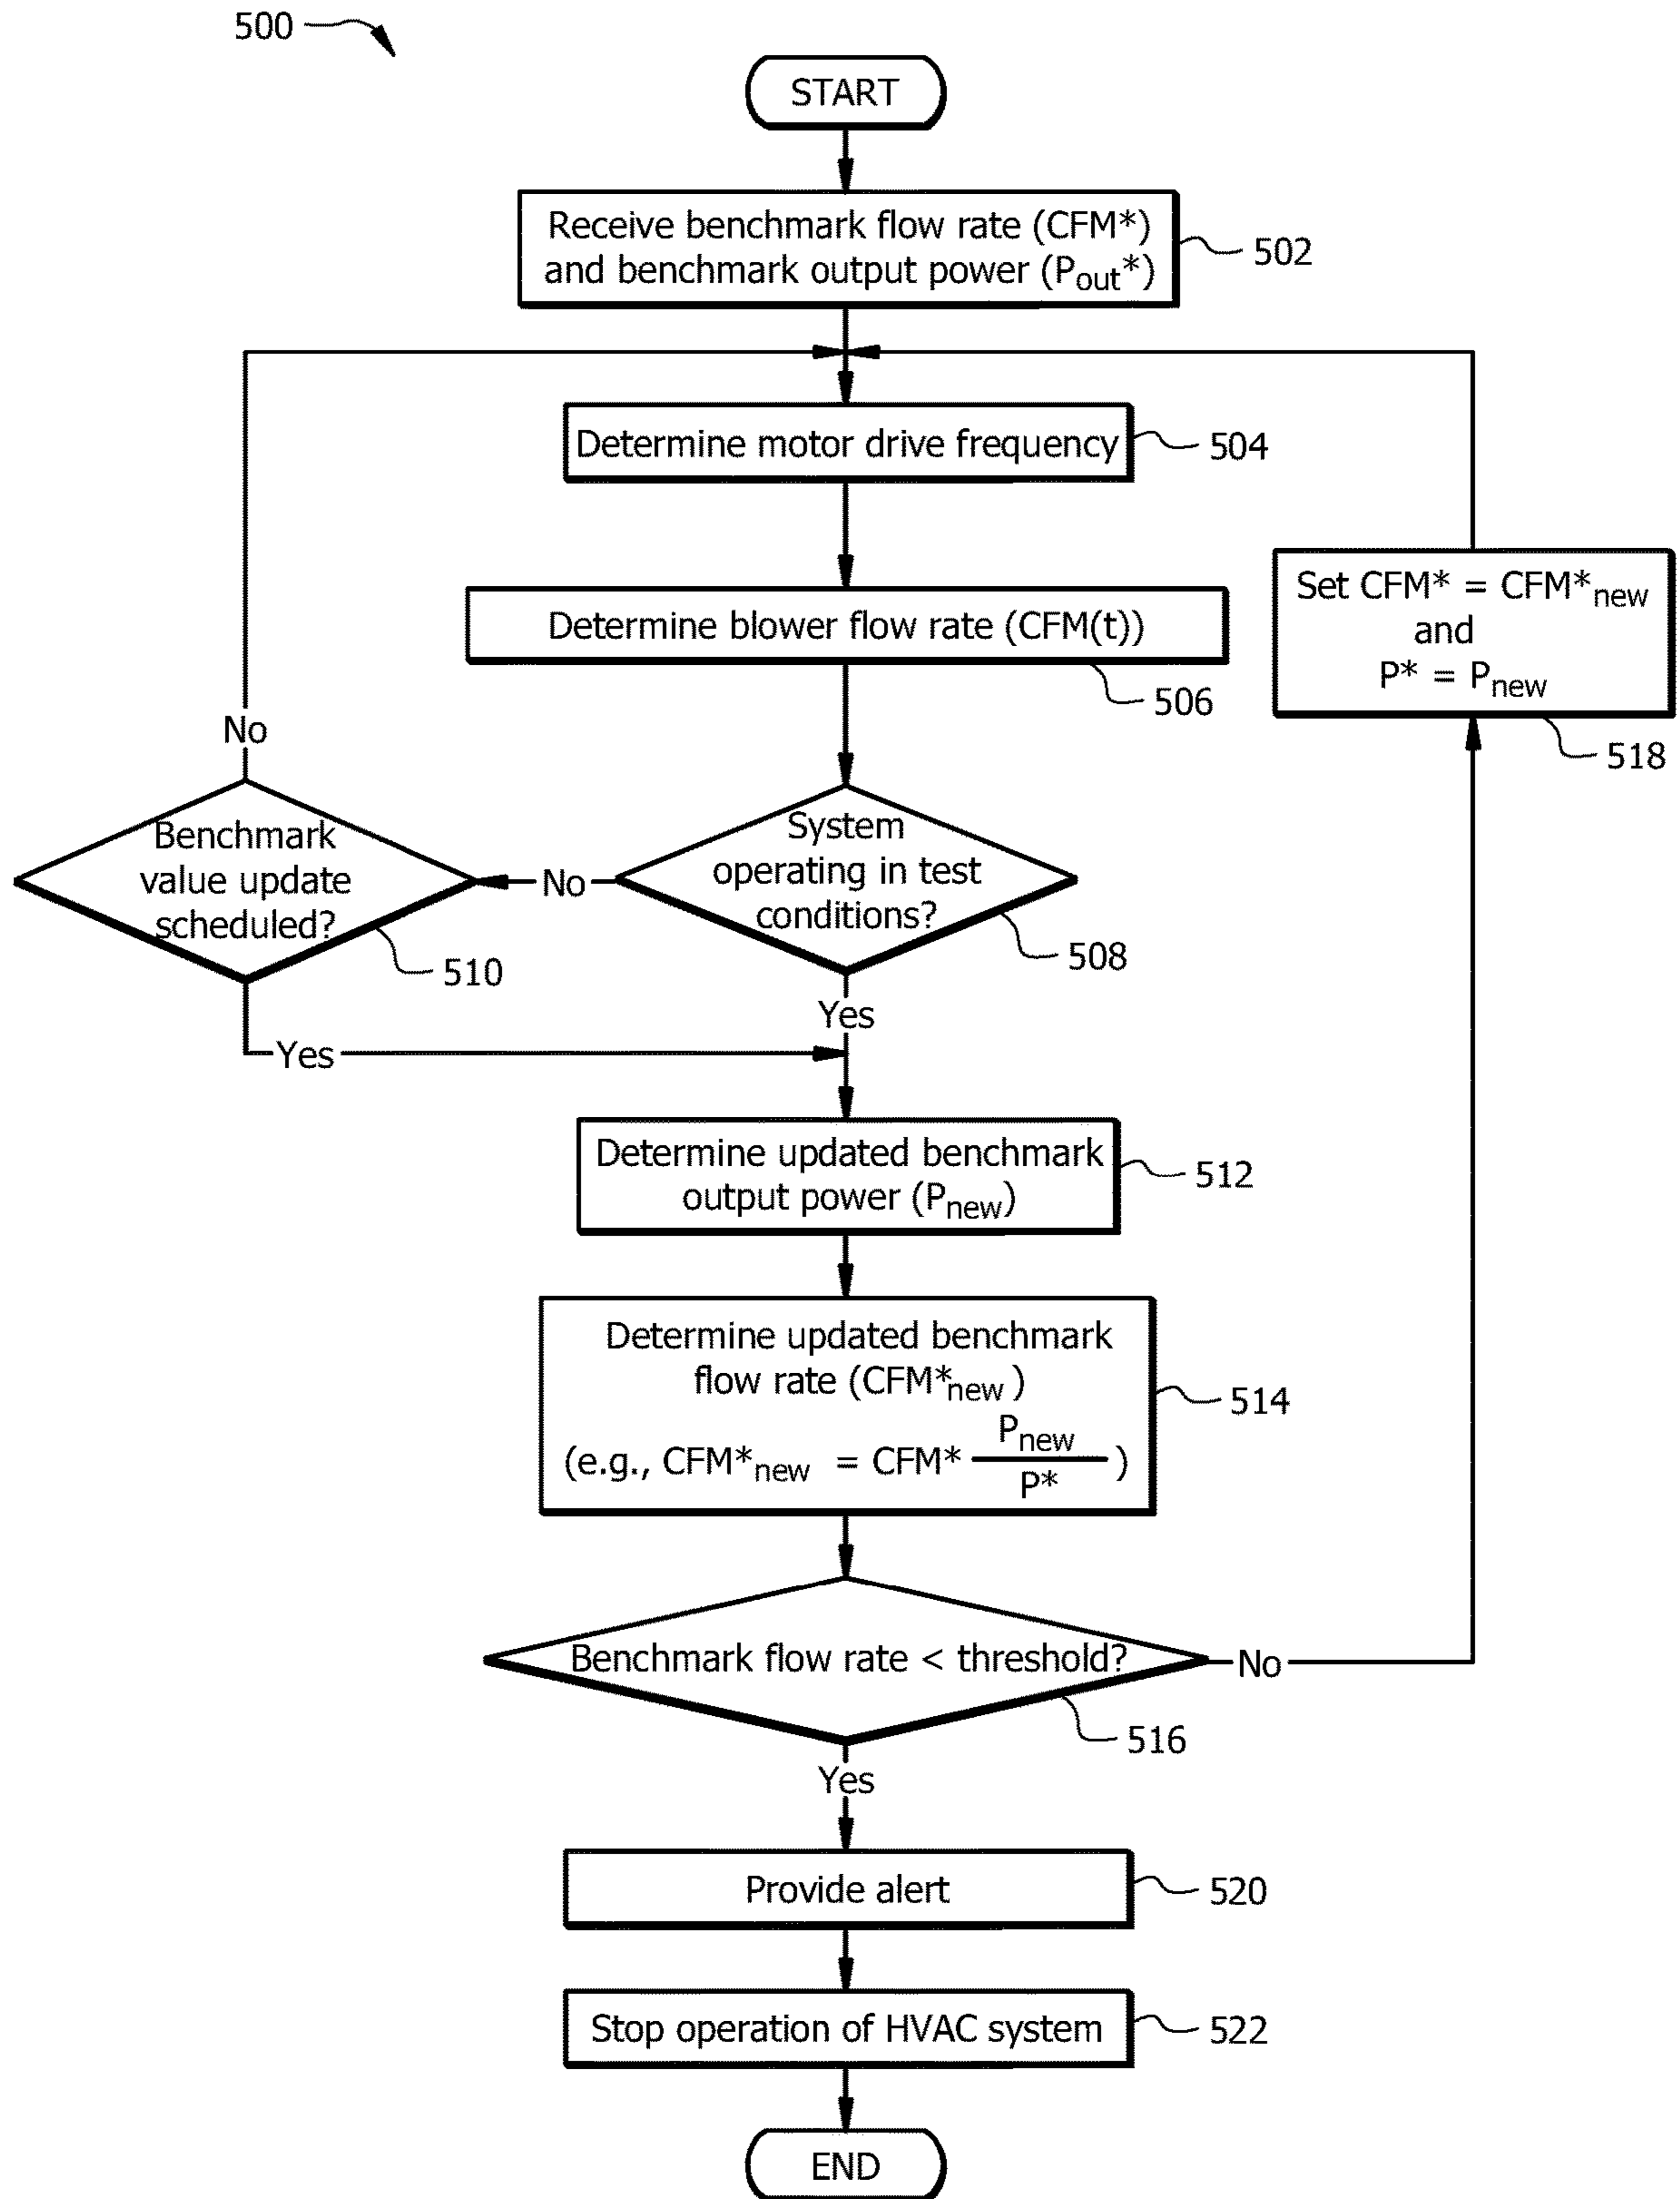 500
START
Receive benchmark flow rate (CFM*)
and benchmark output power (Pout*)
502
Determine motor drive frequency
504
Determine blower flow rate (CFM(t))
506
Set CFM* = CFM*new
and
P* = Pnew
518
No
Benchmark
value update
scheduled?
510
No
System
operating in test
conditions?
508
Yes
Yes
Determine updated benchmark
output power (Pnew)
512
Determine updated benchmark
flow rate (CFM*new)
(e.g., CFM*new = CFM* Pnew / P* )
514
Benchmark flow rate < threshold?
No
516
Yes
Provide alert
520
Stop operation of HVAC system
522
END